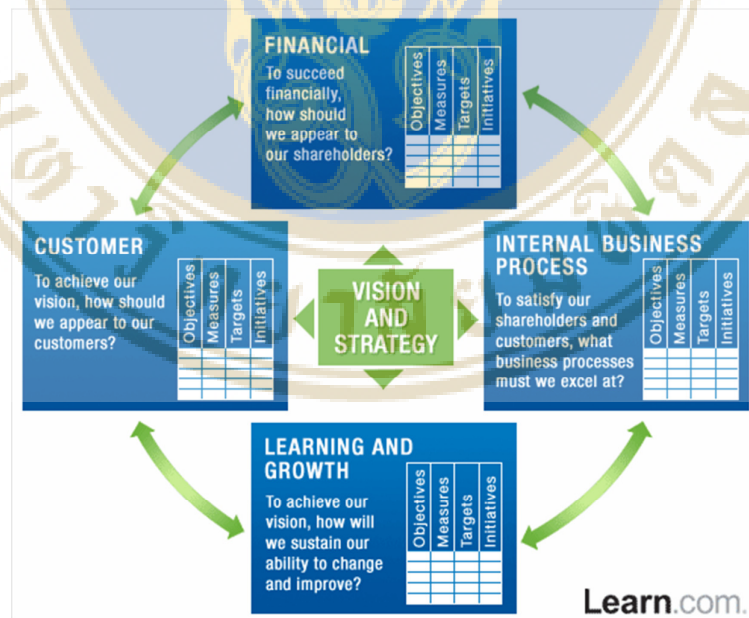 FINANCIAL
To succeed
financially,
how should
we appear to
our shareholders?
Objectives
Measures
Targets
Initiatives
CUSTOMER
To achieve our
vision, how should
we appear to our
customers?
Objectives
Measures
Targets
Initiatives
VISION
AND
STRATEGY
INTERNAL BUSINESS
PROCESS
To satisfy our
shareholders and
customers, what
business processes
must we excel at?
Objectives
Measures
Targets
Initiatives
LEARNING AND
GROWTH
To achieve our
vision, how will
we sustain our
ability to change
and improve?
Objectives
Measures
Targets
Initiatives
Learn.com.